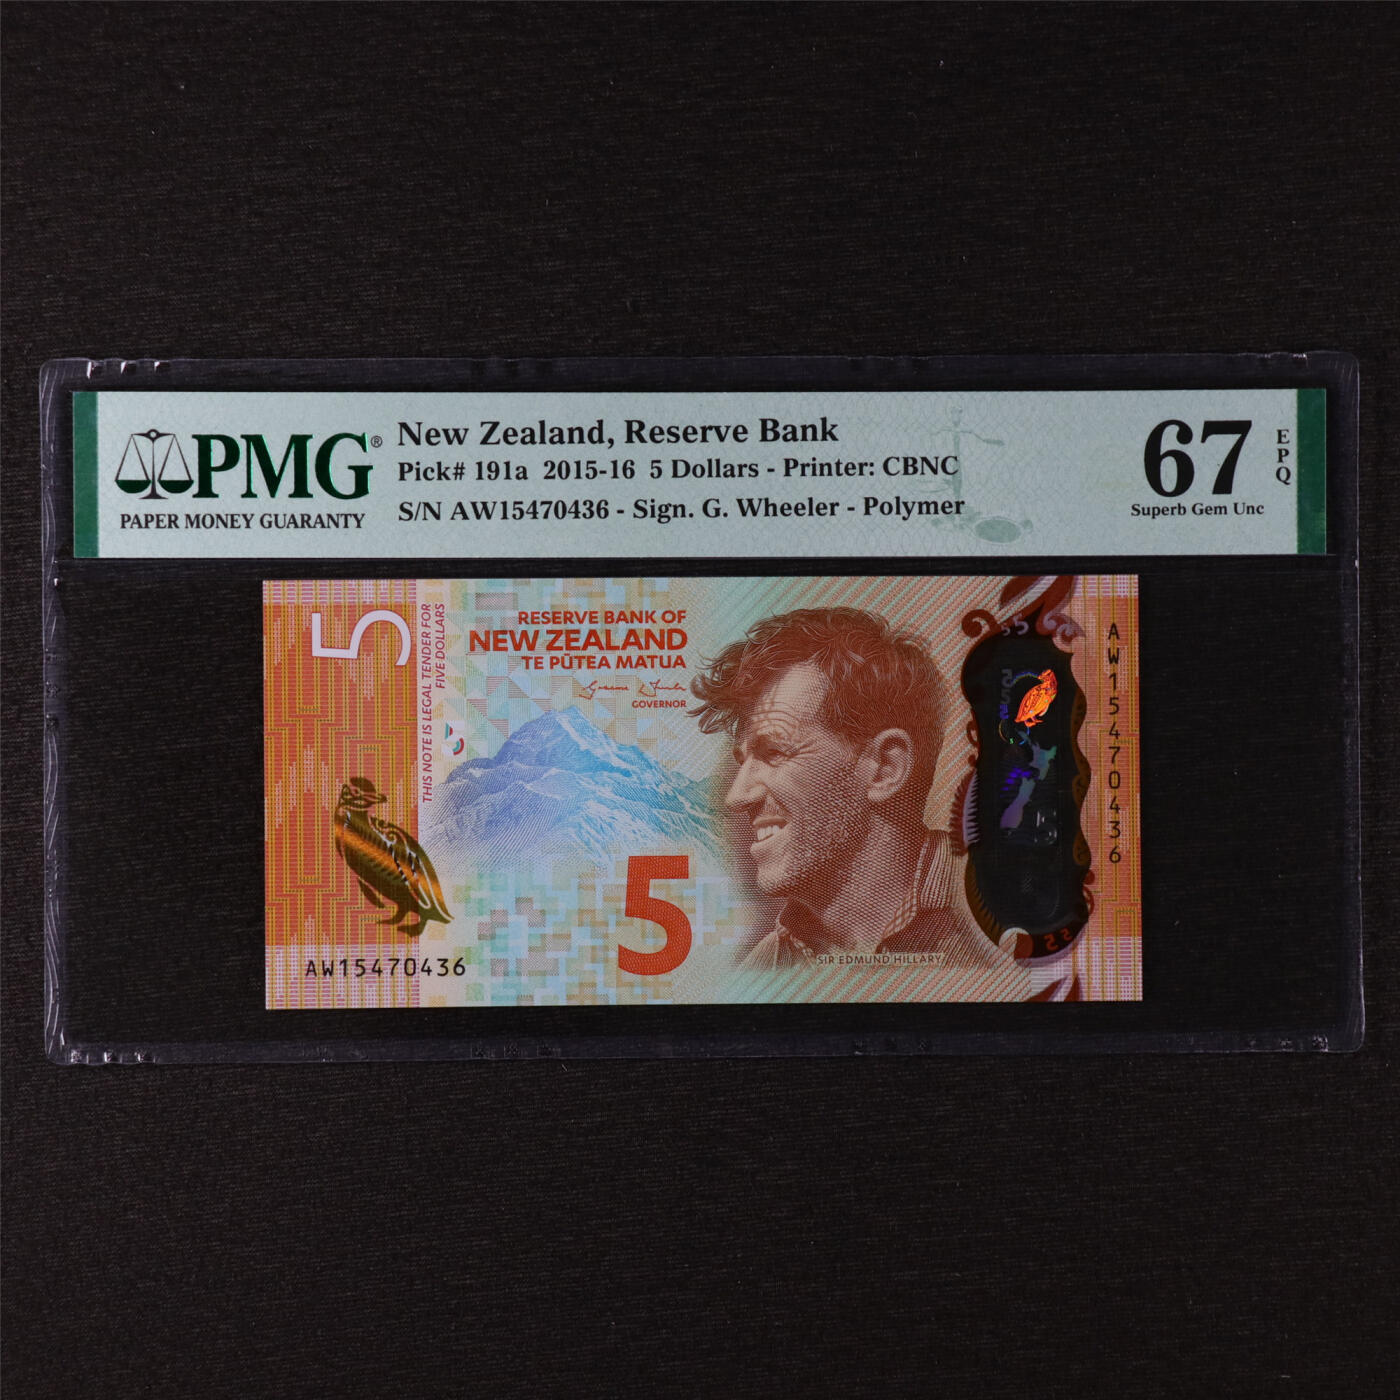 PMG®
PAPER MONEY GUARANTY
New Zealand, Reserve Bank
Pick# 191a 2015-16 5 Dollars - Printer: CBNC
S/N AW15470436 - Sign. G. Wheeler - Polymer
67
EPQ
Superb Gem Unc
5
THIS NOTE IS LEGAL TENDER FOR
FIVE DOLLARS
RESERVE BANK OF
NEW ZEALAND
TE PŪTEA MATUA
GOVERNOR
5
SIR EDMUND HILLARY
AW15470436
AW15470436